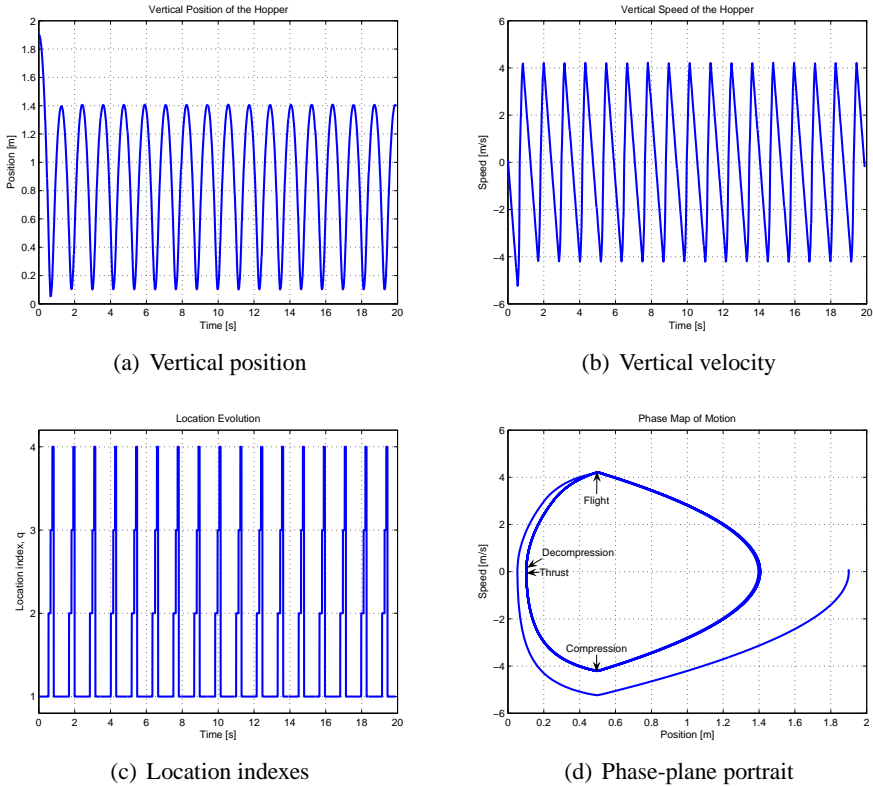 Vertical Position of the Hopper
2
1.8
1.6
1.4
1.2
1
0.8
0.6
0.4
0.2
0
Position [m]
0 2 4 6 8 10 12 14 16 18 20
Time [s]
(a) Vertical position
Vertical Speed of the Hopper
6
4
2
0
−2
−4
−6
Speed [m/s]
0 2 4 6 8 10 12 14 16 18 20
Time [s]
(b) Vertical velocity
Location Evolution
4
3
2
1
Location index, q
0 2 4 6 8 10 12 14 16 18 20
Time [s]
(c) Location indexes
Phase Map of Motion
6
4
2
0
−2
−4
−6
Speed [m/s]
Flight
Decompression
Thrust
Compression
0 0.2 0.4 0.6 0.8 1 1.2 1.4 1.6 1.8 2
Position [m]
(d) Phase-plane portrait